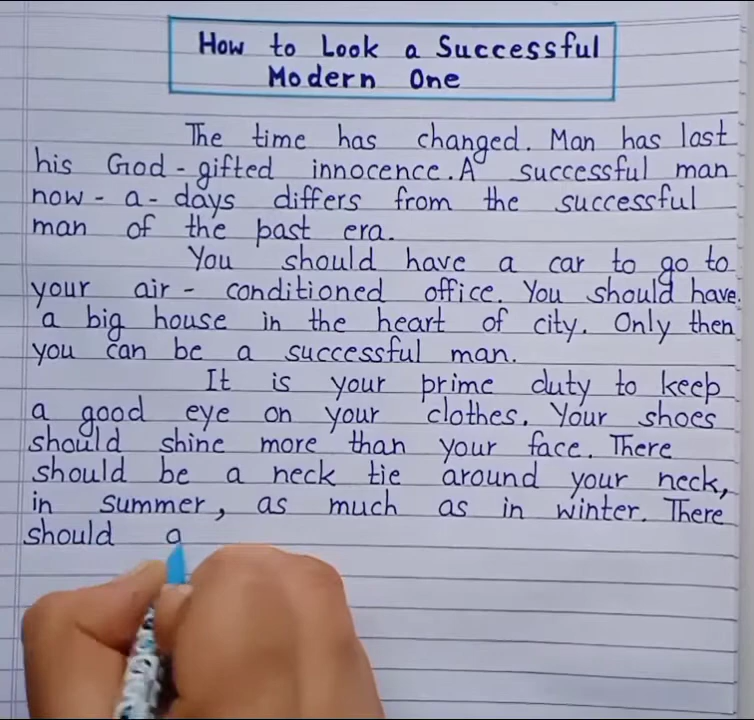 How to Look a Successful
Modern One
The time has changed. Man has lost
his God-gifted innocence. A successful man
now-a-days differs from the successful
man of the past era.
You should have a car to go to
your air-conditioned office. You should have
a big house in the heart of city. Only then
you can be a successful man.
It is your prime duty to keep
a good eye on your clothes. Your shoes
should shine more than your face. There
should be a neck tie around your neck,
in summer, as much as in winter. There
should a